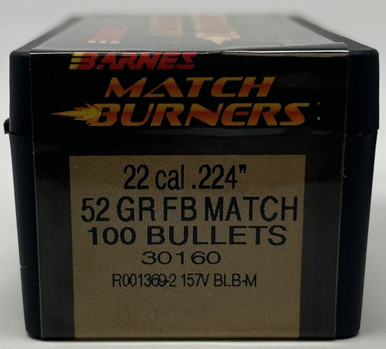 BARNES
MATCH
BURNERS
22 cal .224"
52 GR FB MATCH
100 BULLETS
30160
R001369-2 157V BLB-M